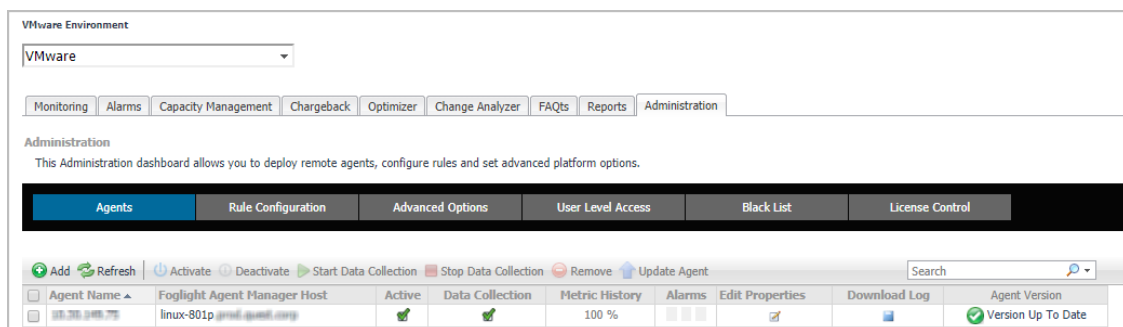 VMware Environment
VMware
Monitoring Alarms Capacity Management Chargeback Optimizer Change Analyzer FAQts Reports Administration
Administration
This Administration dashboard allows you to deploy remote agents, configure rules and set advanced platform options.
Agents Rule Configuration Advanced Options User Level Access Black List License Control
Add Refresh Activate Deactivate Start Data Collection Stop Data Collection Remove Update Agent Search
Agent Name Foglight Agent Manager Host Active Data Collection Metric History Alarms Edit Properties Download Log Agent Version
linux-801p 100 % Version Up To Date